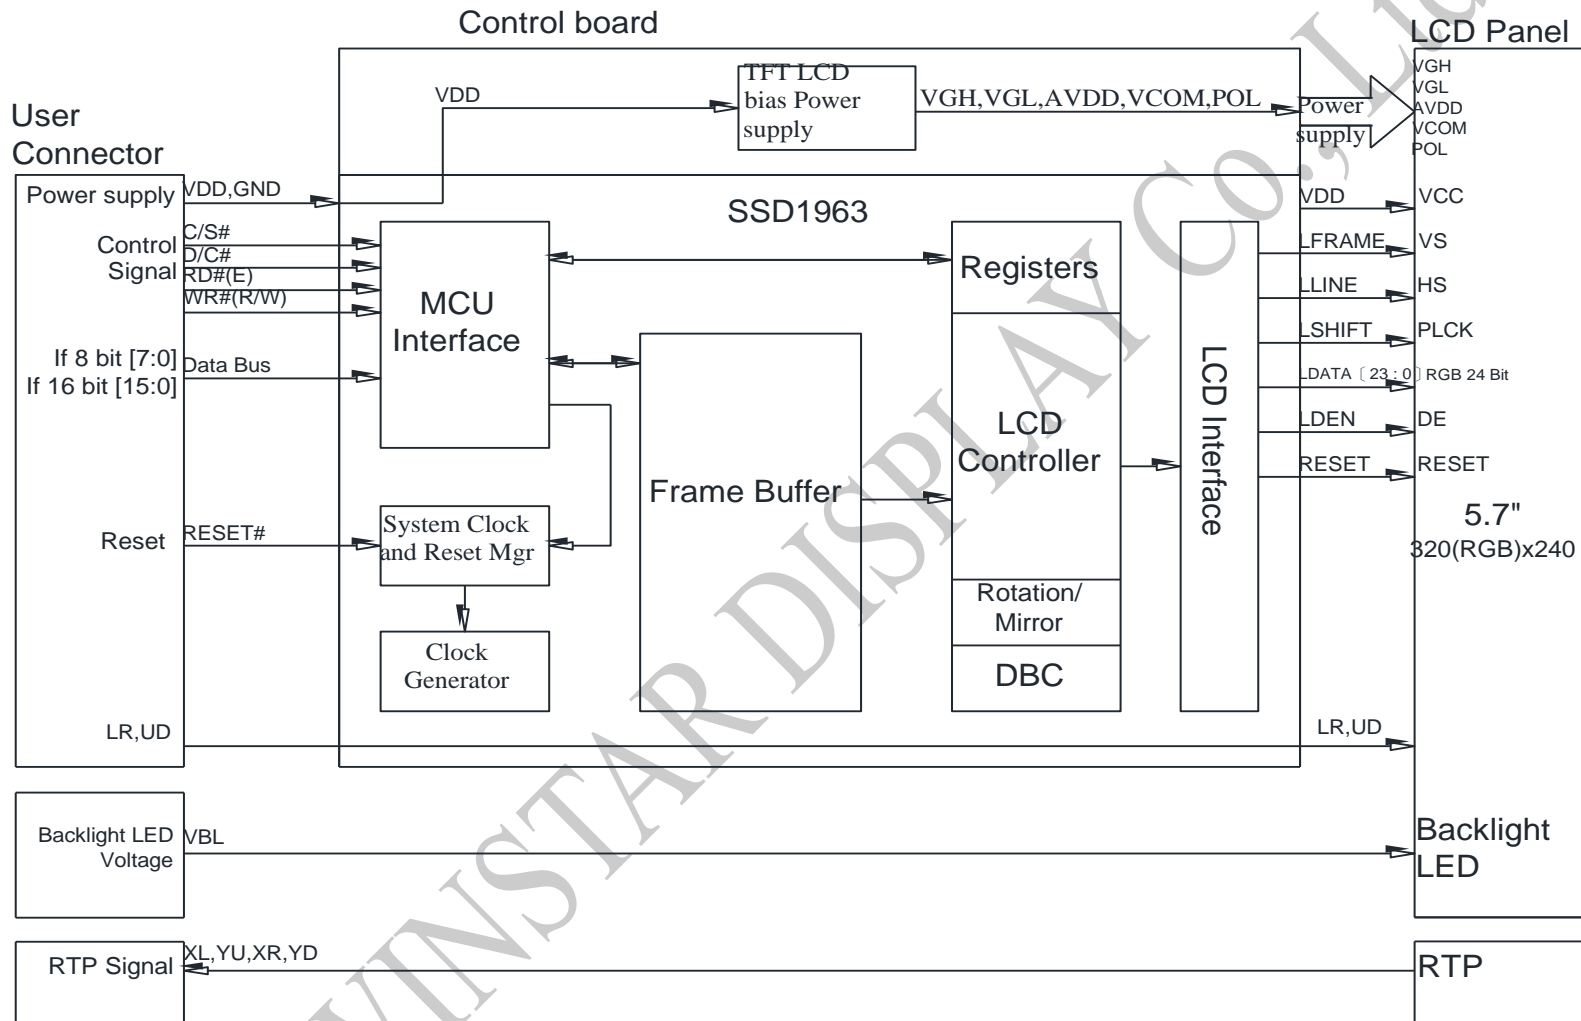 Control board
LCD Panel
User
Connector
VDD
TFT LCD
bias Power
supply
VGH,VGL,AVDD,VCOM,POL
Power
supply
VGH
VGL
AVDD
VCOM
POL
Power supply
VDD,GND
SSD1963
VDD
VCC
Control
Signal
C/S#
D/C#
RD#(E)
WR#(R/W)
MCU
Interface
Registers
LFRAME
VS
LLINE
HS
LSHIFT
PLCK
If 8 bit [7:0]
If 16 bit [15:0]
Data Bus
LDATA〔23:0〕
RGB 24 Bit
LCD
Controller
LCD Interface
LDEN
DE
RESET
RESET
Frame Buffer
5.7"
320(RGB)x240
Reset
RESET#
System Clock
and Reset Mgr
Rotation/
Mirror
Clock
Generator
DBC
LR,UD
LR,UD
Backlight LED
Voltage
VBL
Backlight
LED
RTP Signal
XL,YU,XR,YD
RTP
WINSTAR DISPLAY Co., Ltd